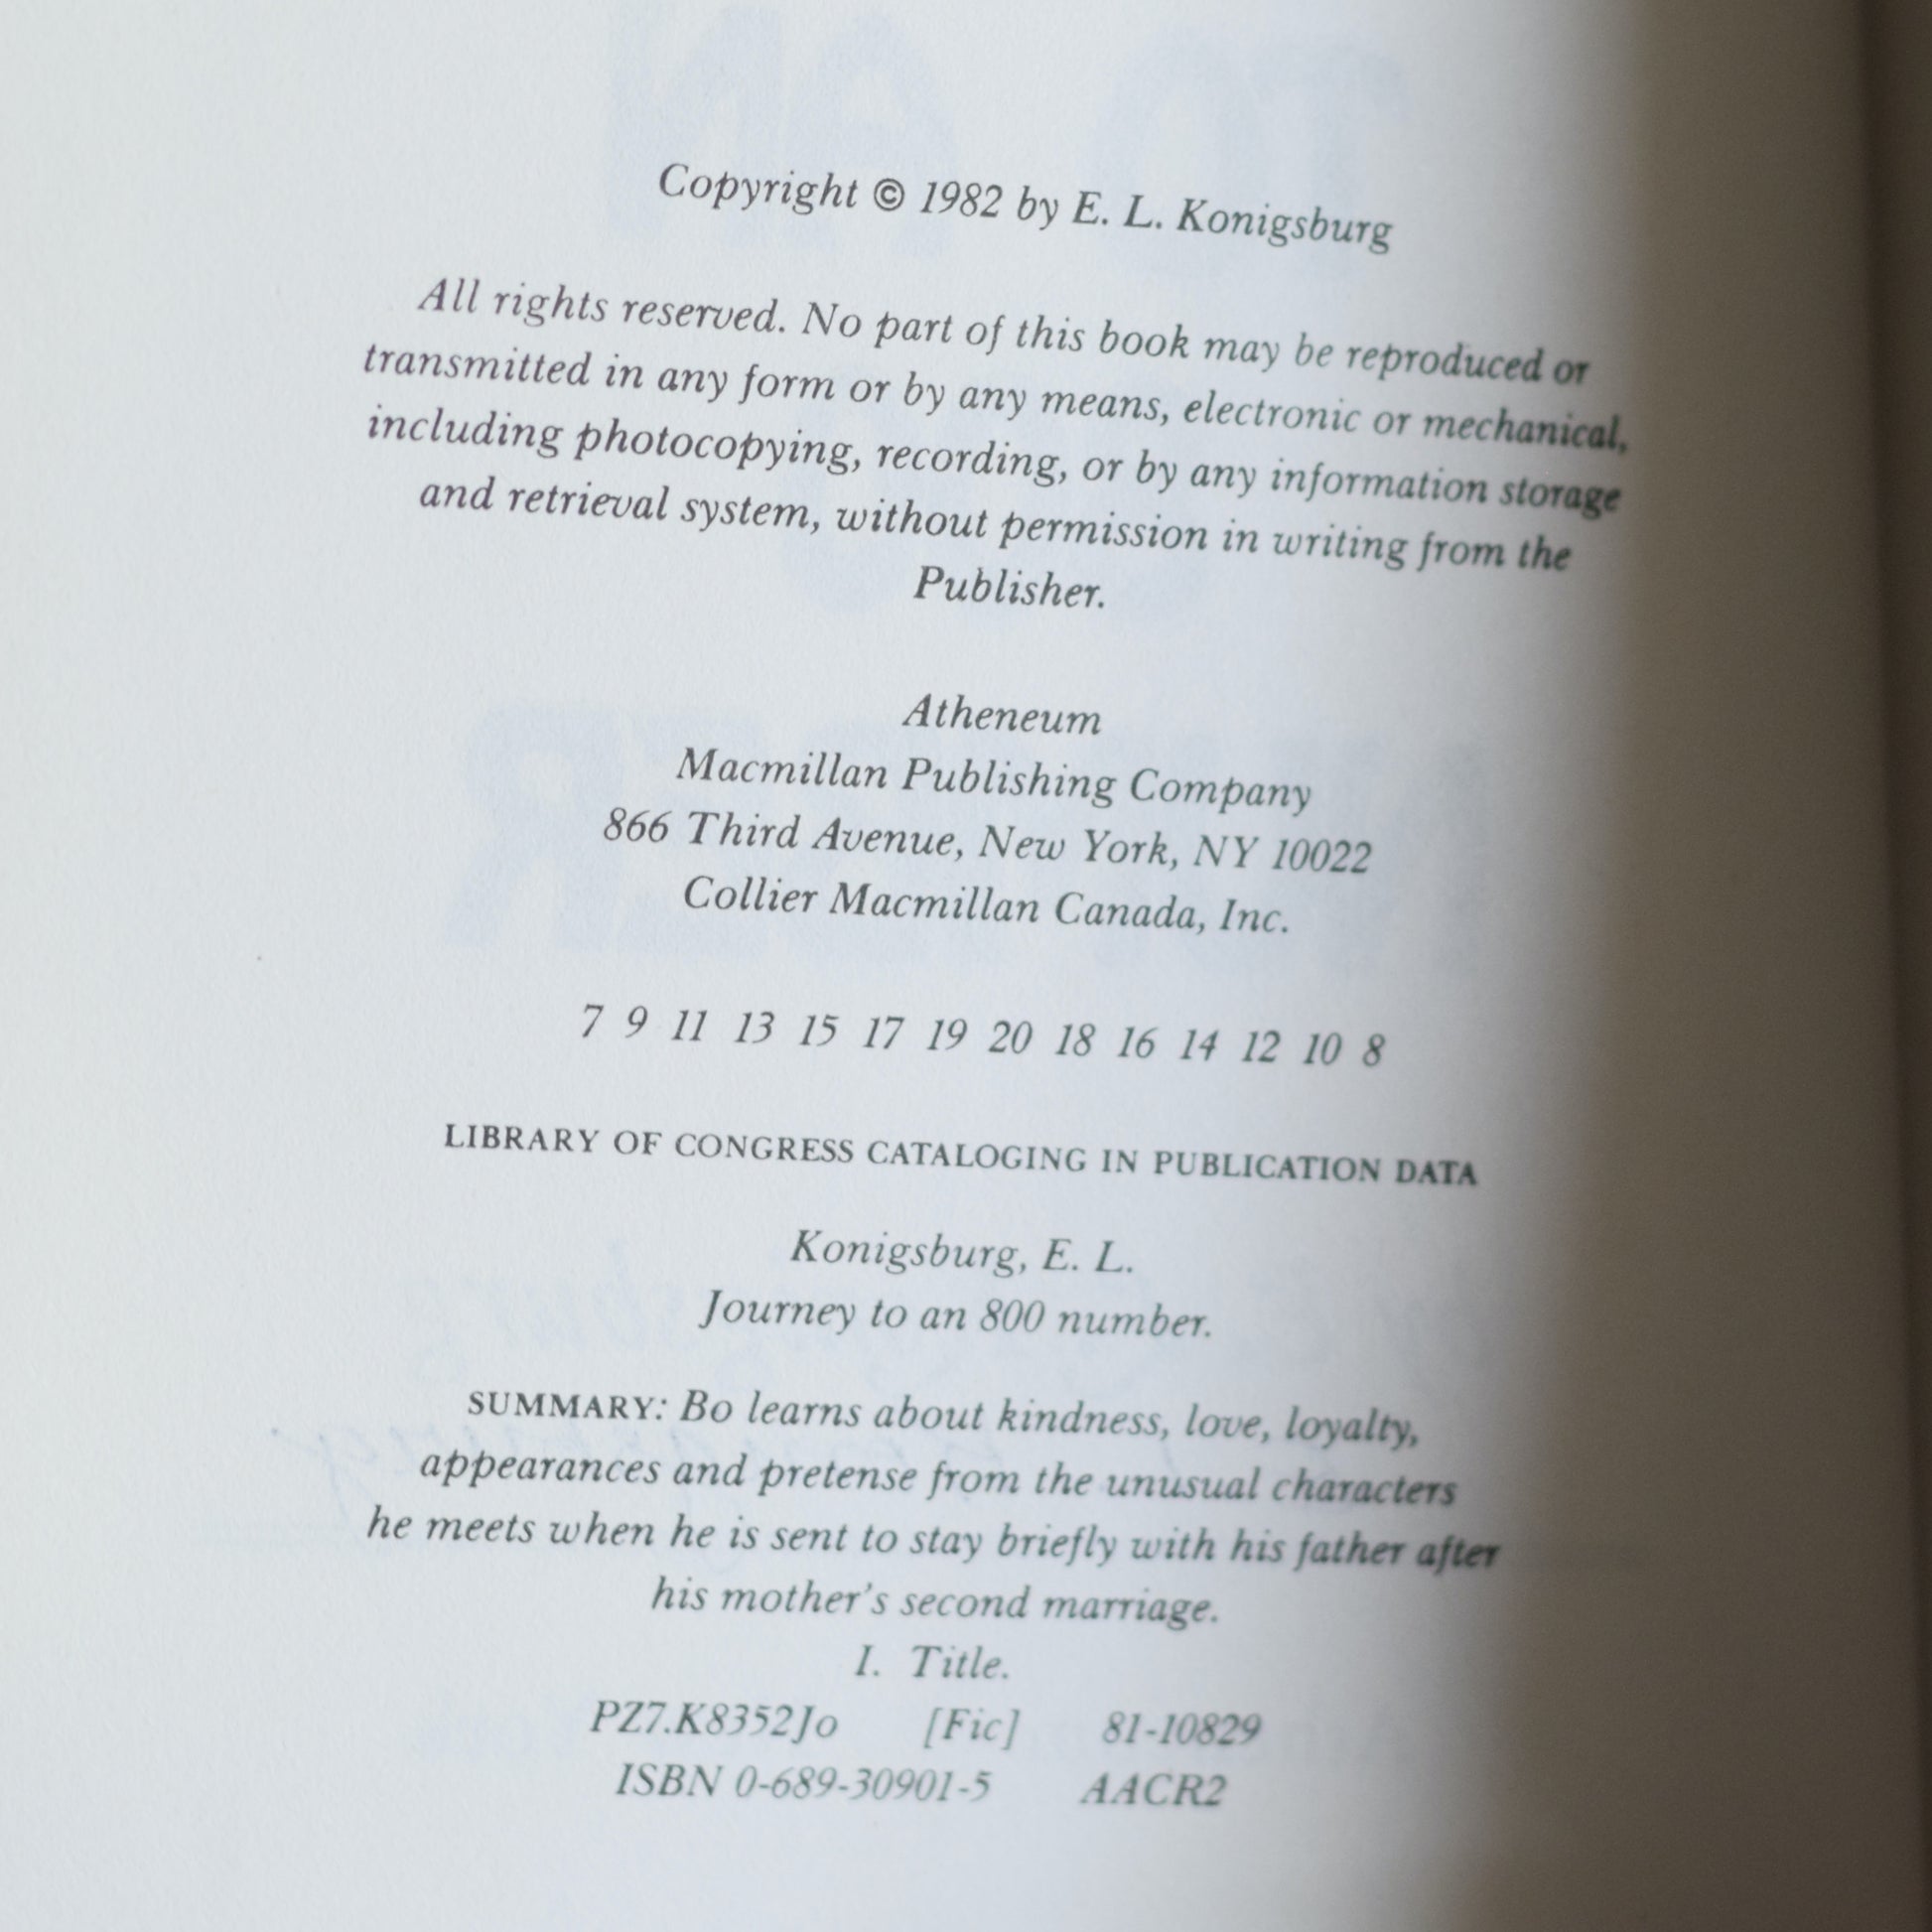 Copyright © 1982 by E. L. Konigsburg
All rights reserved. No part of this book may be reproduced or
transmitted in any form or by any means, electronic or mechanical,
including photocopying, recording, or by any information storage
and retrieval system, without permission in writing from the
Publisher.
Atheneum
Macmillan Publishing Company
866 Third Avenue, New York, NY 10022
Collier Macmillan Canada, Inc.
7 9 11 13 15 17 19 20 18 16 14 12 10 8
LIBRARY OF CONGRESS CATALOGING IN PUBLICATION DATA
Konigsburg, E. L.
Journey to an 800 number.
SUMMARY: Bo learns about kindness, love, loyalty,
appearances and pretense from the unusual characters
he meets when he is sent to stay briefly with his father after
his mother's second marriage.
I. Title.
PZ7.K8352Jo [Fic] 81-10829
ISBN 0-689-30901-5 AACR2